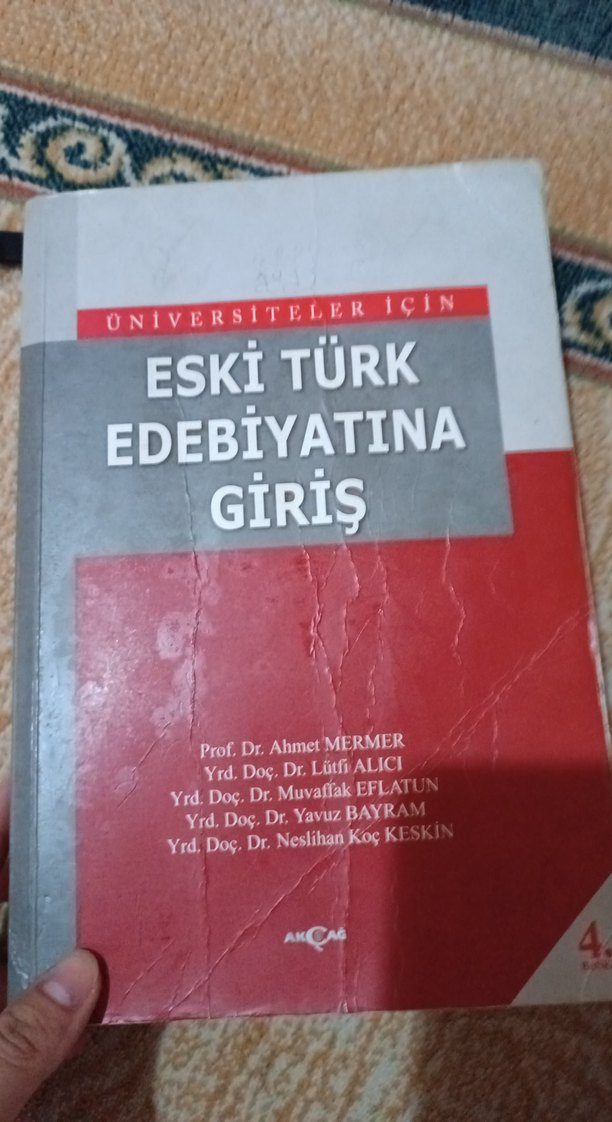 ÜNİVERSİTELER İÇİN
ESKİ TÜRK
EDEBİYATINA
GİRİŞ
Prof. Dr. Ahmet MERMER
Yrd. Doç. Dr. Lütfi ALICI
Yrd. Doç. Dr. Muvaffak EFLATUN
Yrd. Doç. Dr. Yavuz BAYRAM
Yrd. Doç. Dr. Neslihan Koç KESKİN
AKÇAĞ
4.